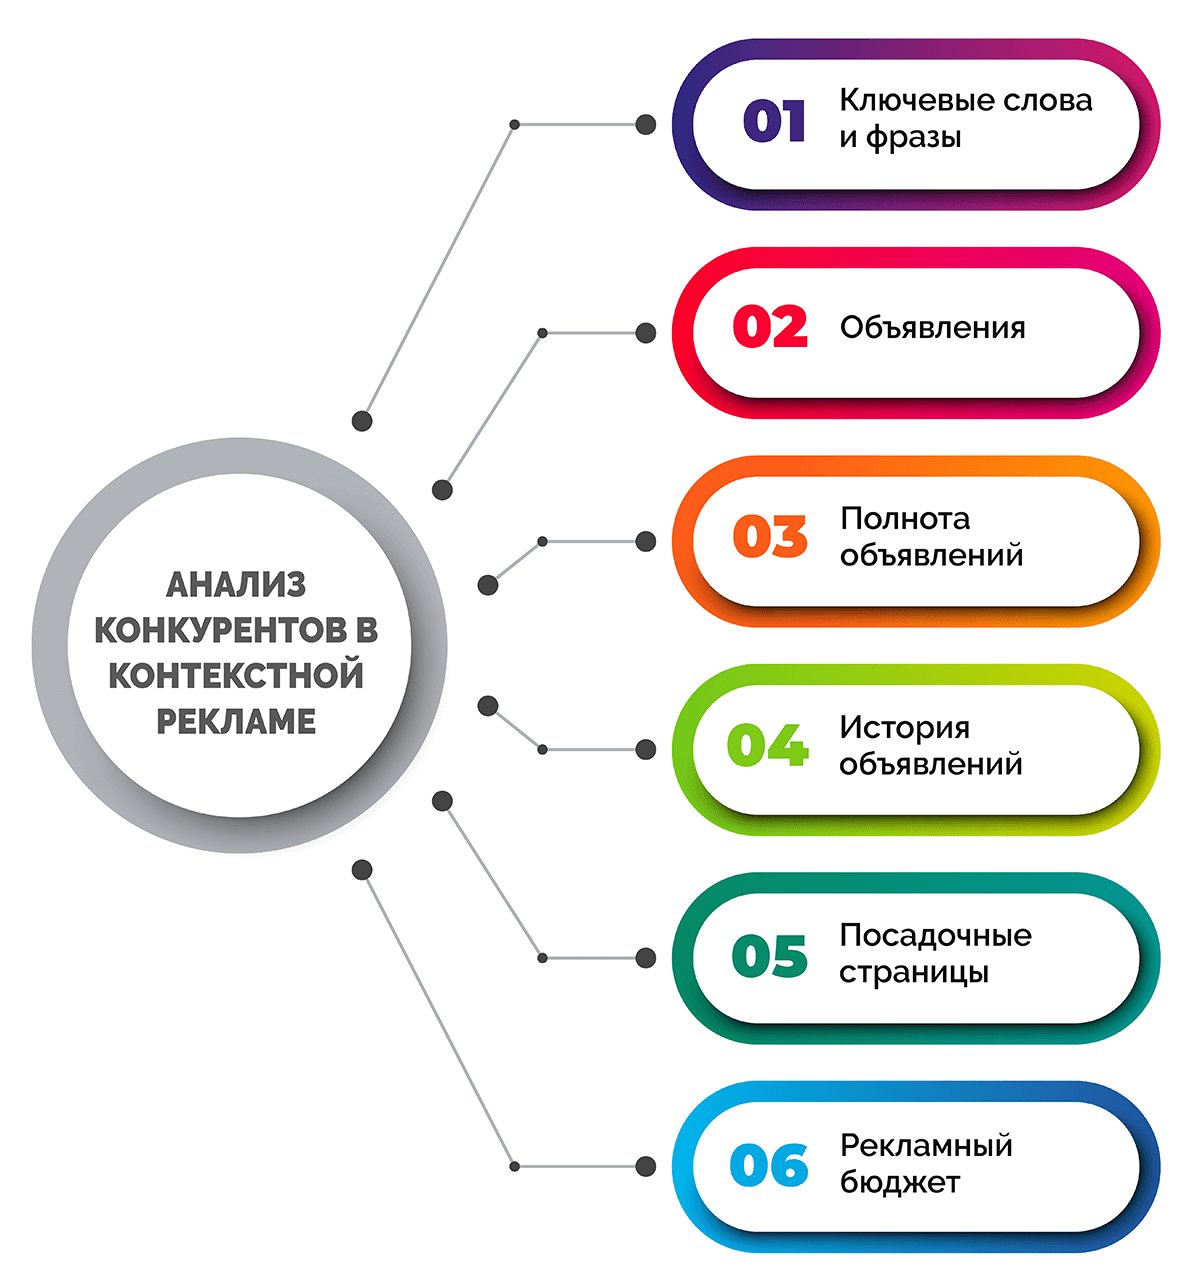 АНАЛИЗ
КОНКУРЕНТОВ В
КОНТЕКСТНОЙ
РЕКЛАМЕ
01
Ключевые слова
и фразы
02
Объявления
03
Полнота
объявлений
04
История
объявлений
05
Посадочные
страницы
06
Рекламный
бюджет